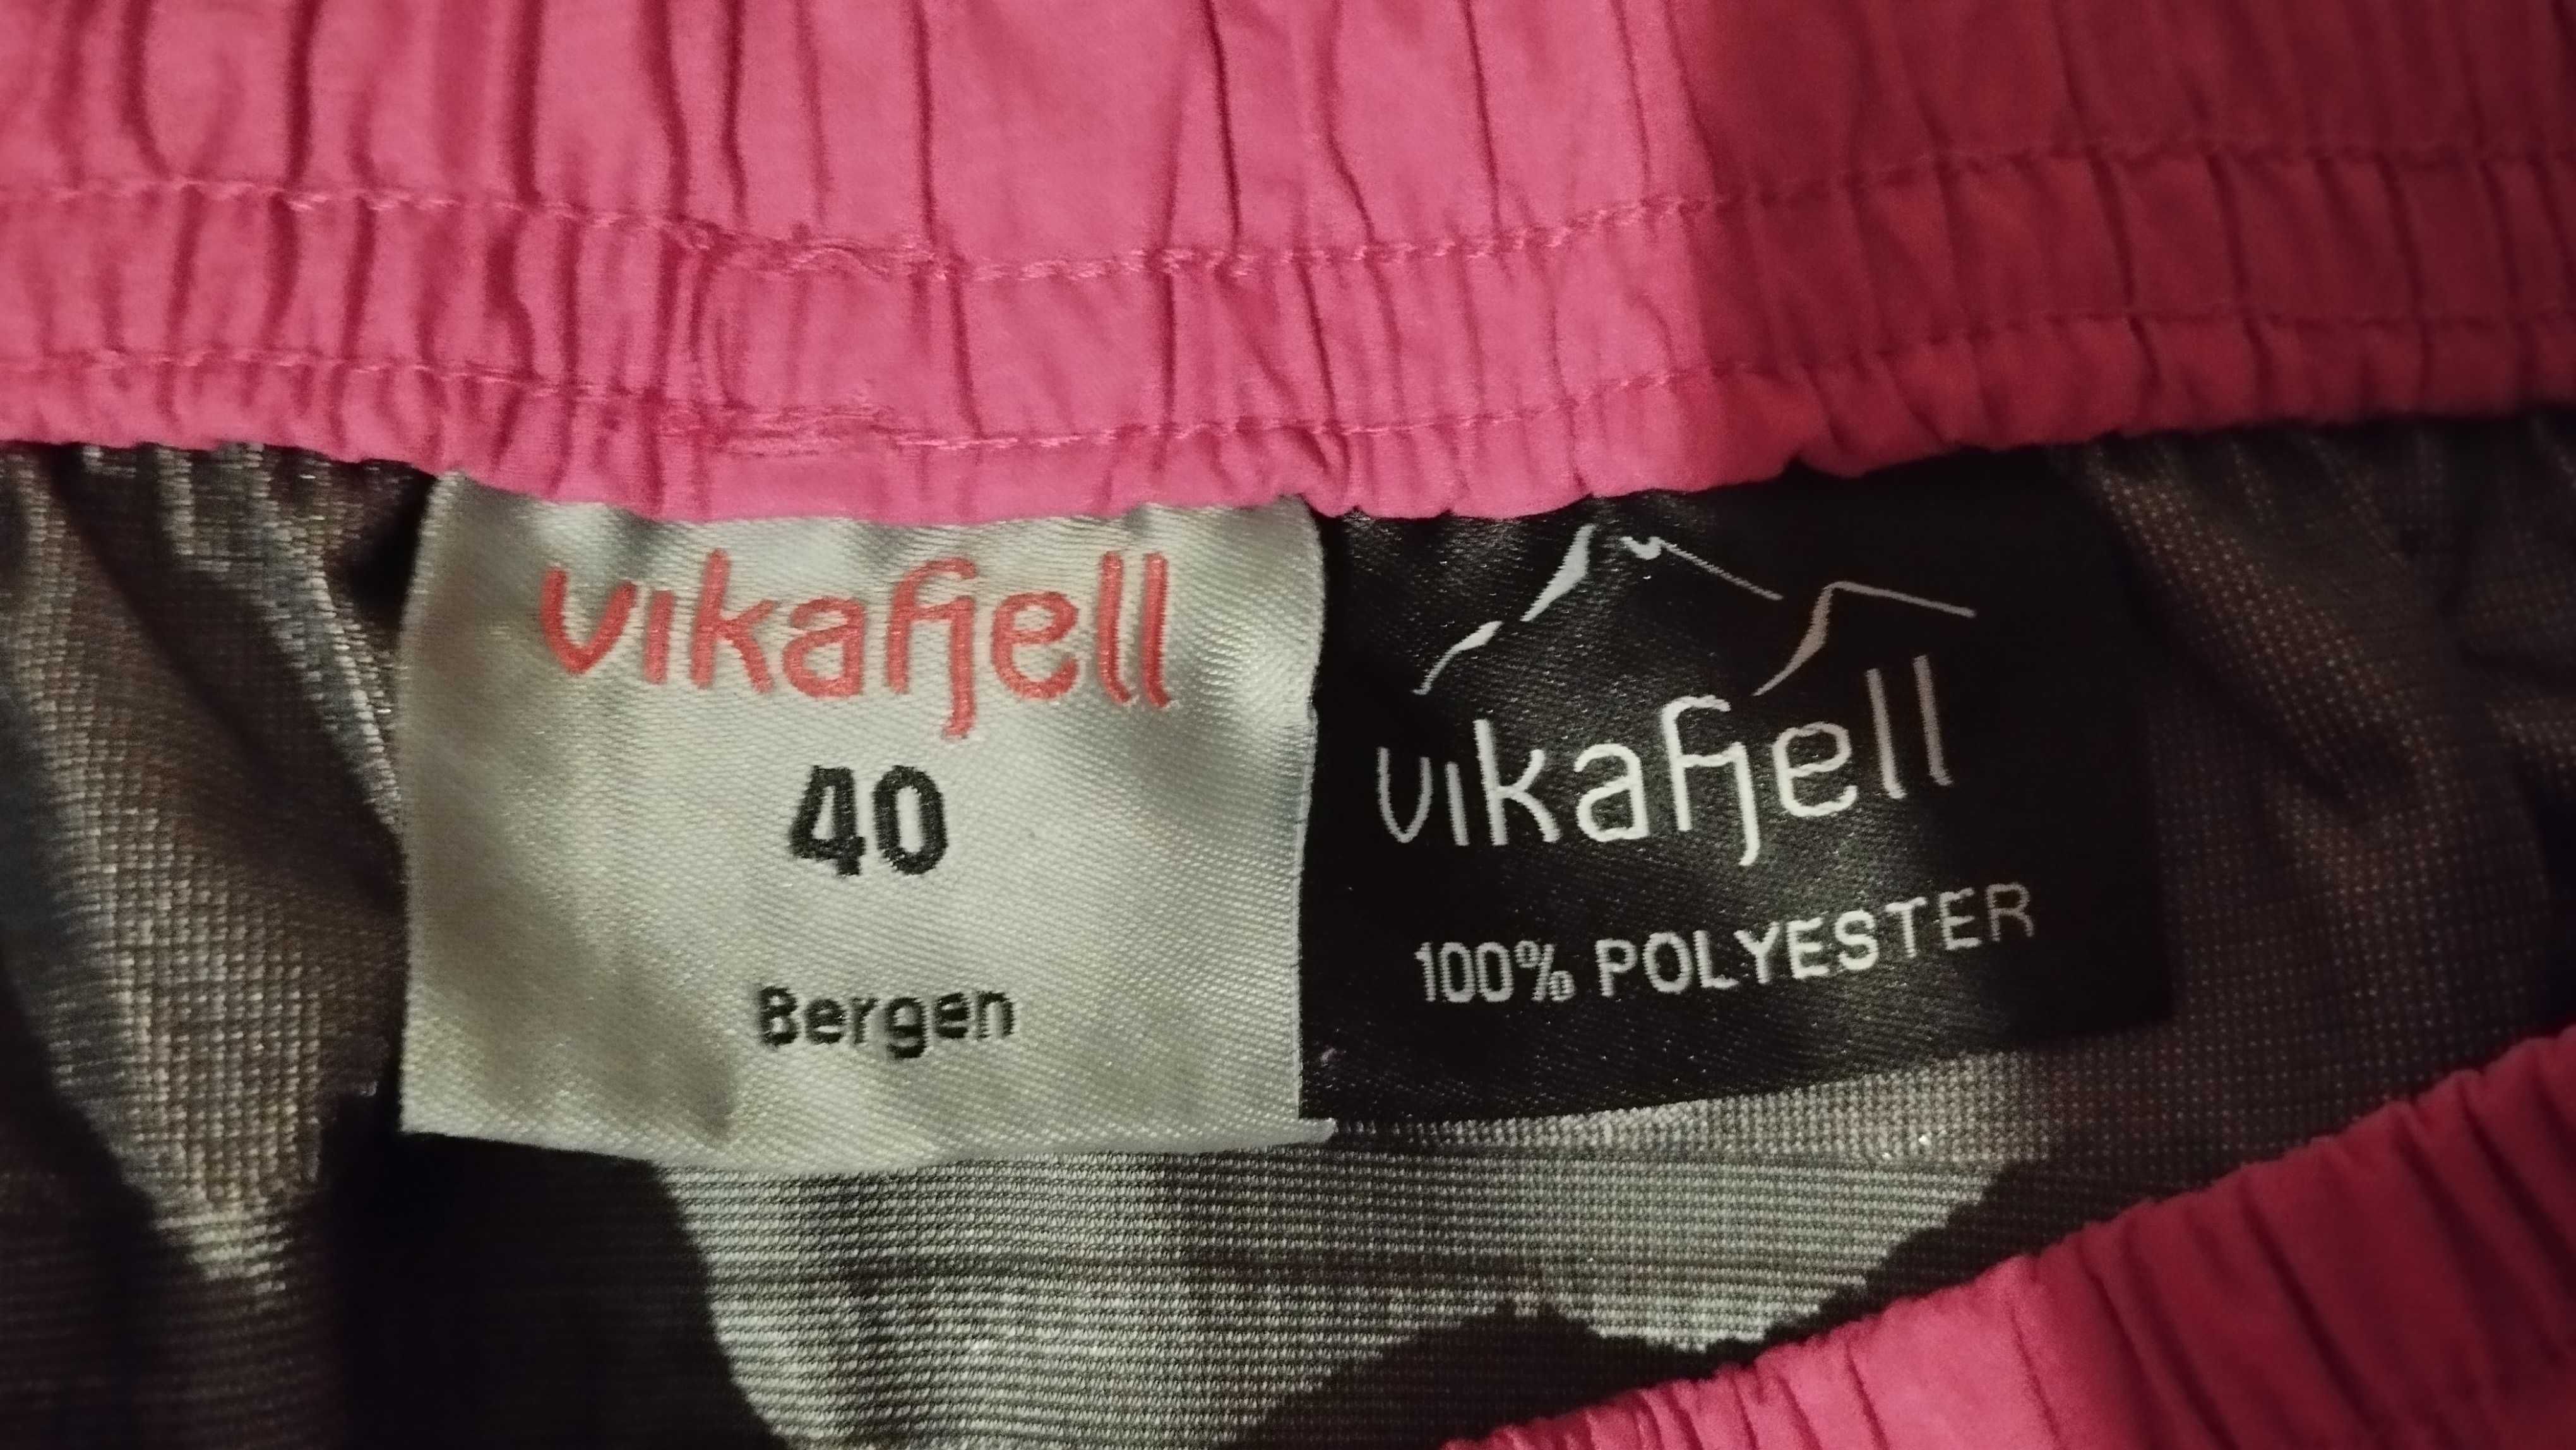 vikafjell
40
Bergen
vikafjell
100% POLYESTER